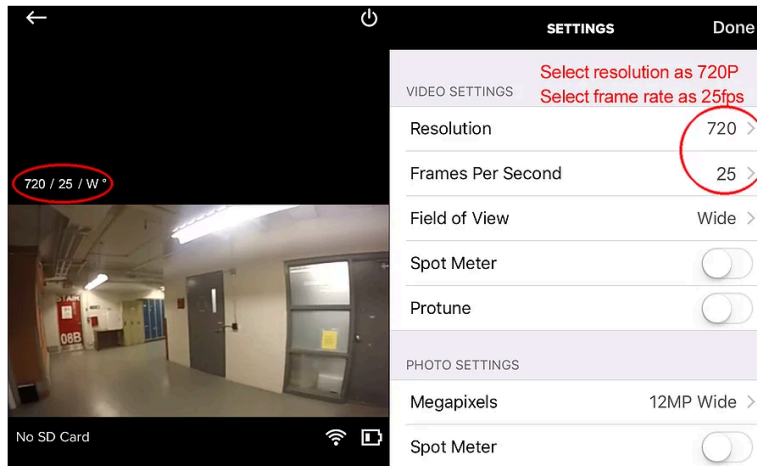 720 / 25 / W °
STAIR
08B
No SD Card
SETTINGS
Done
Select resolution as 720P
Select frame rate as 25fps
VIDEO SETTINGS
Resolution
720
Frames Per Second
25
Field of View
Wide
Spot Meter
Protune
PHOTO SETTINGS
Megapixels
12MP Wide
Spot Meter